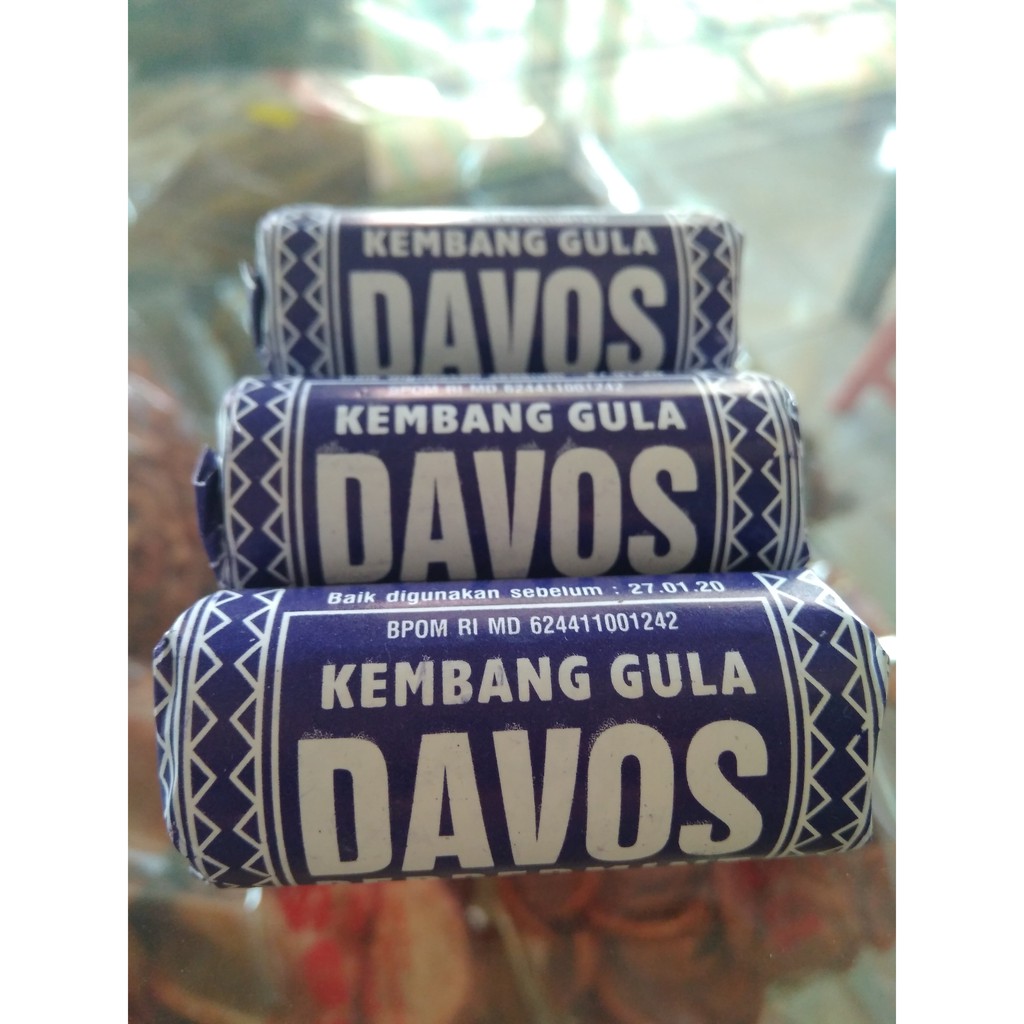 KEMBANG GULA
DAVOS
BPOM RI MD 624411001242
KEMBANG GULA
DAVOS
Baik digunakan sebelum : 27.01.20
BPOM RI MD 624411001242
KEMBANG GULA
DAVOS